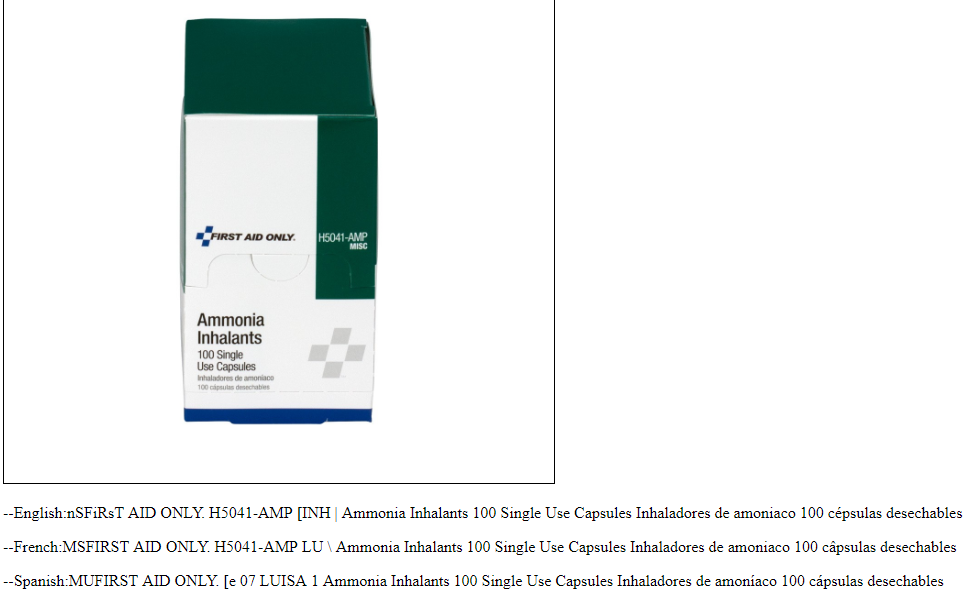 FIRST AID ONLY.
H5041-AMP
MISC
Ammonia
Inhalants
100 Single
Use Capsules
Inhaladores de amoniaco
100 cápsulas desechables
--English:nSFiRsT AID ONLY. H5041-AMP [INH | Ammonia Inhalants 100 Single Use Capsules Inhaladores de amoniaco 100 cépsulas desechables
--French:MSFIRST AID ONLY. H5041-AMP LU \ Ammonia Inhalants 100 Single Use Capsules Inhaladores de amoniaco 100 câpsulas desechables
--Spanish:MUFIRST AID ONLY. [e 07 LUISA 1 Ammonia Inhalants 100 Single Use Capsules Inhaladores de amoníaco 100 cápsulas desechables